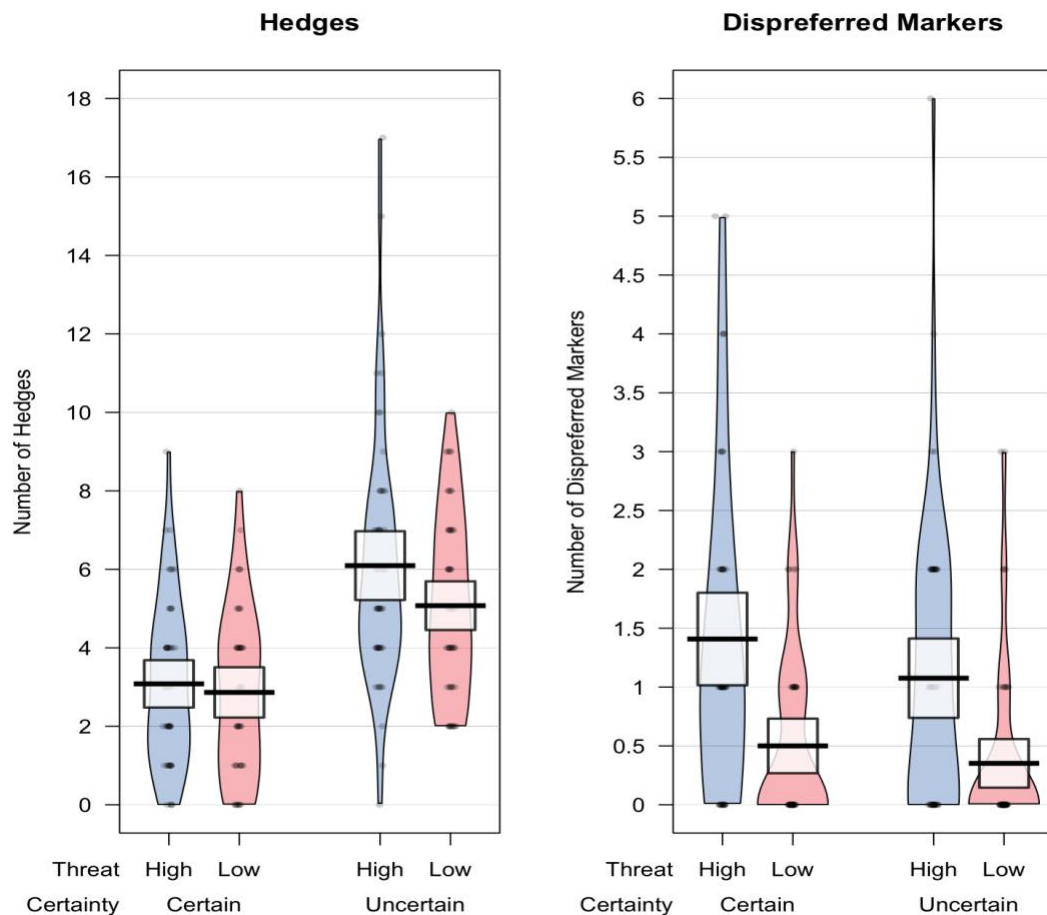 Hedges
Number of Hedges
18
16
14
12
10
8
6
4
2
0
Threat High Low High Low
Certainty Certain Uncertain
Dispreferred Markers
Number of Dispreferred Markers
6
5.5
5
4.5
4
3.5
3
2.5
2
1.5
1
0.5
0
High Low High Low
Threat
Certainty Certain Uncertain